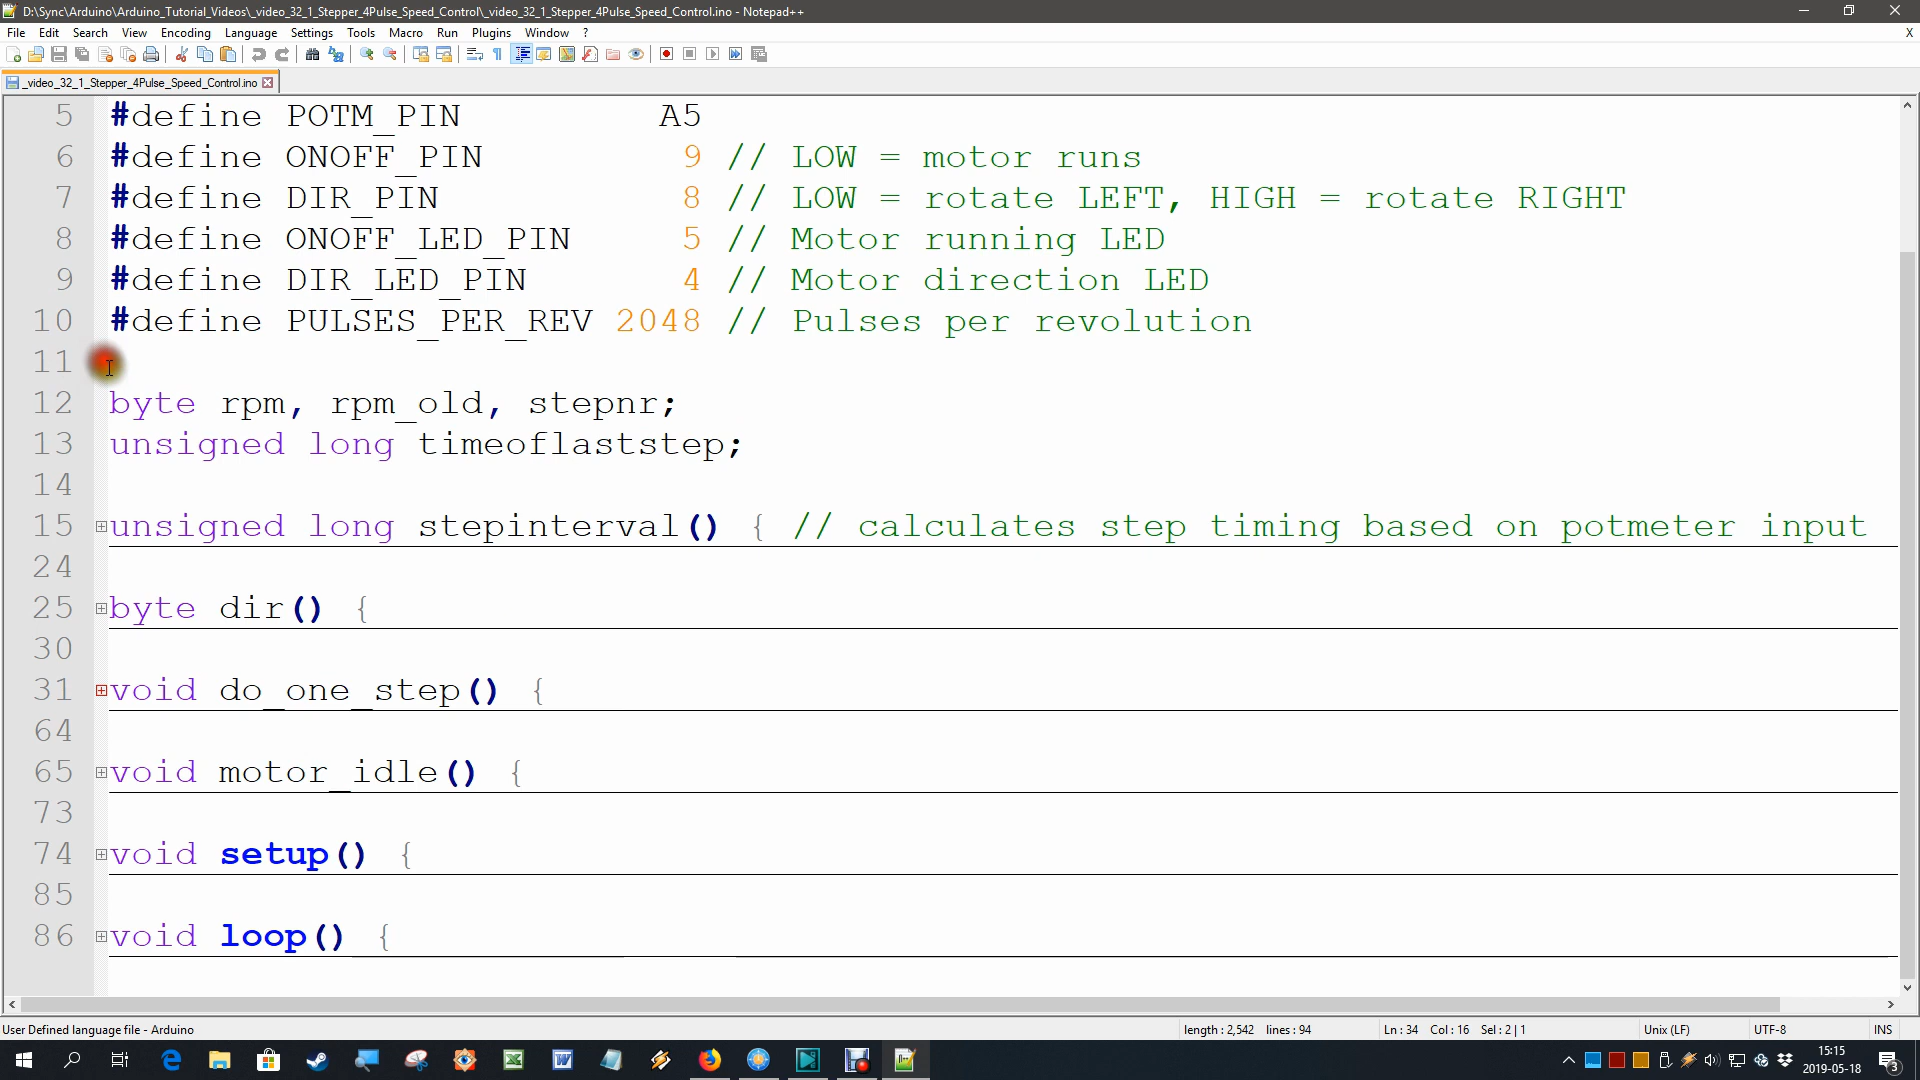 D:\Sync\Arduino\Arduino_Tutorial_Videos\_video_32_1_Stepper_4Pulse_Speed_Control\_video_32_1_Stepper_4Pulse_Speed_Control.ino - Notepad++
File Edit Search View Encoding Language Settings Tools Macro Run Plugins Window ? X
_video_32_1_Stepper_4Pulse_Speed_Control.ino
5 #define POTM_PIN A5
6 #define ONOFF_PIN 9 // LOW = motor runs
7 #define DIR_PIN 8 // LOW = rotate LEFT, HIGH = rotate RIGHT
8 #define ONOFF_LED_PIN 5 // Motor running LED
9 #define DIR_LED_PIN 4 // Motor direction LED
10 #define PULSES_PER_REV 2048 // Pulses per revolution
11
12 byte rpm, rpm_old, stepnr;
13 unsigned long timeoflaststep;
14
15 unsigned long stepinterval() { // calculates step timing based on potmeter input
24
25 byte dir() {
30
31 void do_one_step() {
64
65 void motor_idle() {
73
74 void setup() {
85
86 void loop() {
User Defined language file - Arduino length : 2,542 lines : 94 Ln : 34 Col : 16 Sel : 2 | 1 Unix (LF) UTF-8 INS
15:15
2019-05-18
3